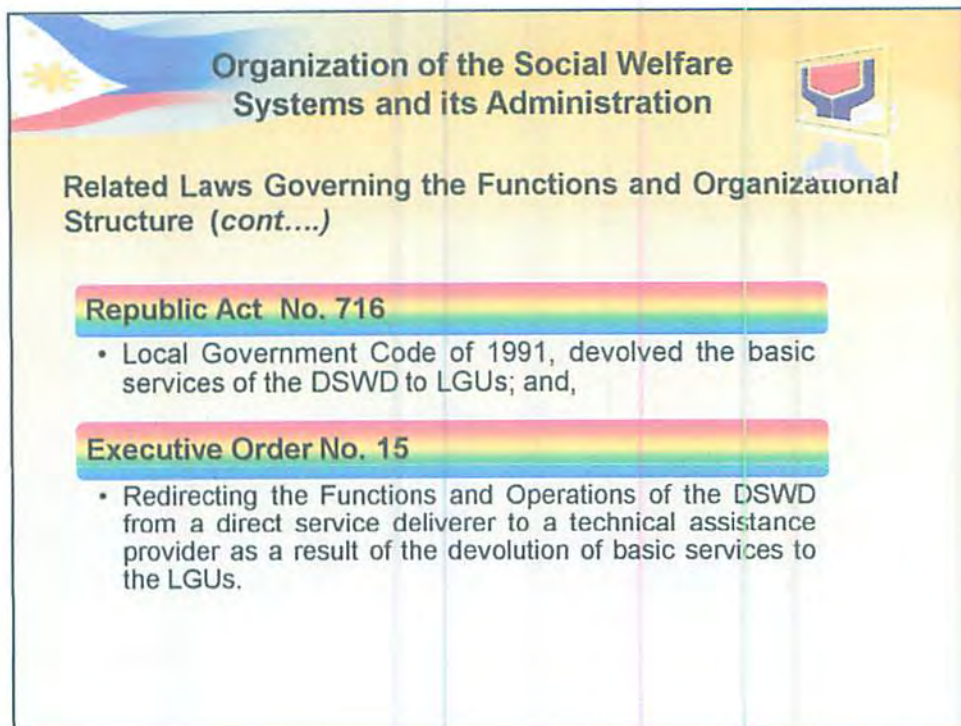 Organization of the Social Welfare
Systems and its Administration
Related Laws Governing the Functions and Organizational
Structure (cont....)
Republic Act No. 716
• Local Government Code of 1991, devolved the basic
services of the DSWD to LGUs; and,
Executive Order No. 15
• Redirecting the Functions and Operations of the DSWD
from a direct service deliverer to a technical assistance
provider as a result of the devolution of basic services to
the LGUs.